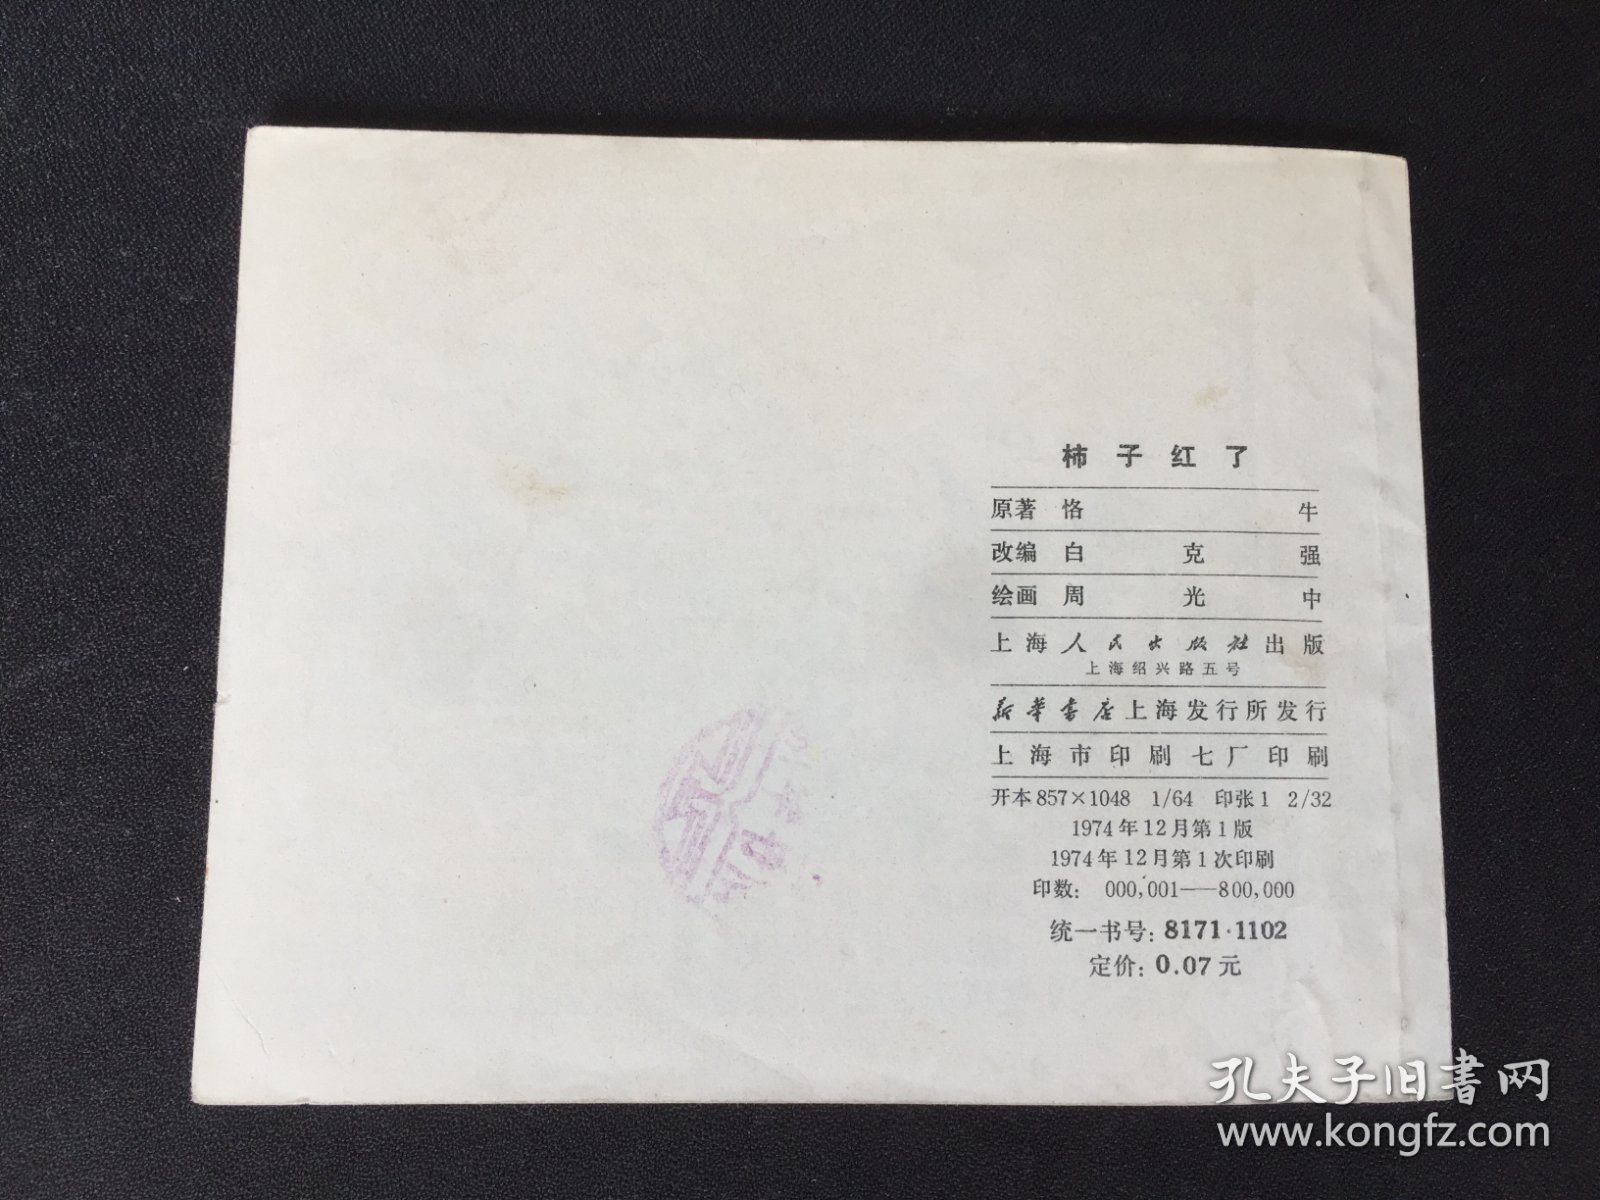 柿子红了
原著 恪牛
改编 白克强
绘画 周光中
上海人民出版社出版
上海绍兴路五号
新华书店上海发行所发行
上海市印刷七厂印刷
开本 857×1048 1/64 印张 1 2/32
1974年12月第1版
1974年12月第1次印刷
印数: 000,001——800,000
统一书号: 8171·1102
定价: 0.07元
孔夫子旧書网
www.kongfz.com